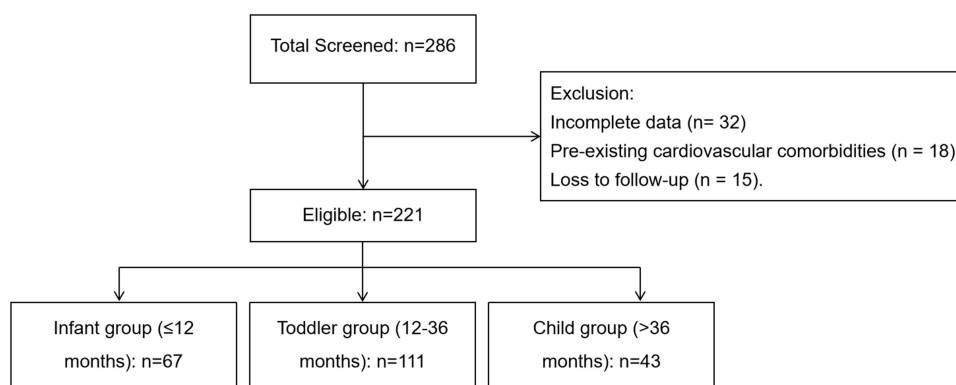 Total Screened: n=286
Exclusion:
Incomplete data (n= 32)
Pre-existing cardiovascular comorbidities (n = 18)
Loss to follow-up (n = 15).
Eligible: n=221
Infant group (≤12
months): n=67
Toddler group (12-36
months): n=111
Child group (>36
months): n=43